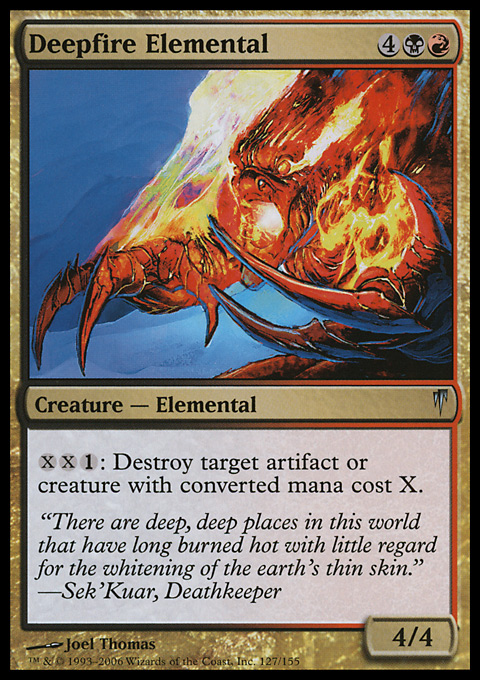 Deepfire Elemental 4
Creature — Elemental
X X 1: Destroy target artifact or
creature with converted mana cost X.
“There are deep, deep places in this world
that have long burned hot with little regard
for the whitening of the earth’s thin skin.”
—Sek’Kuar, Deathkeeper
4/4
Joel Thomas
™ & © 1993–2006 Wizards of the Coast, Inc. 127/155